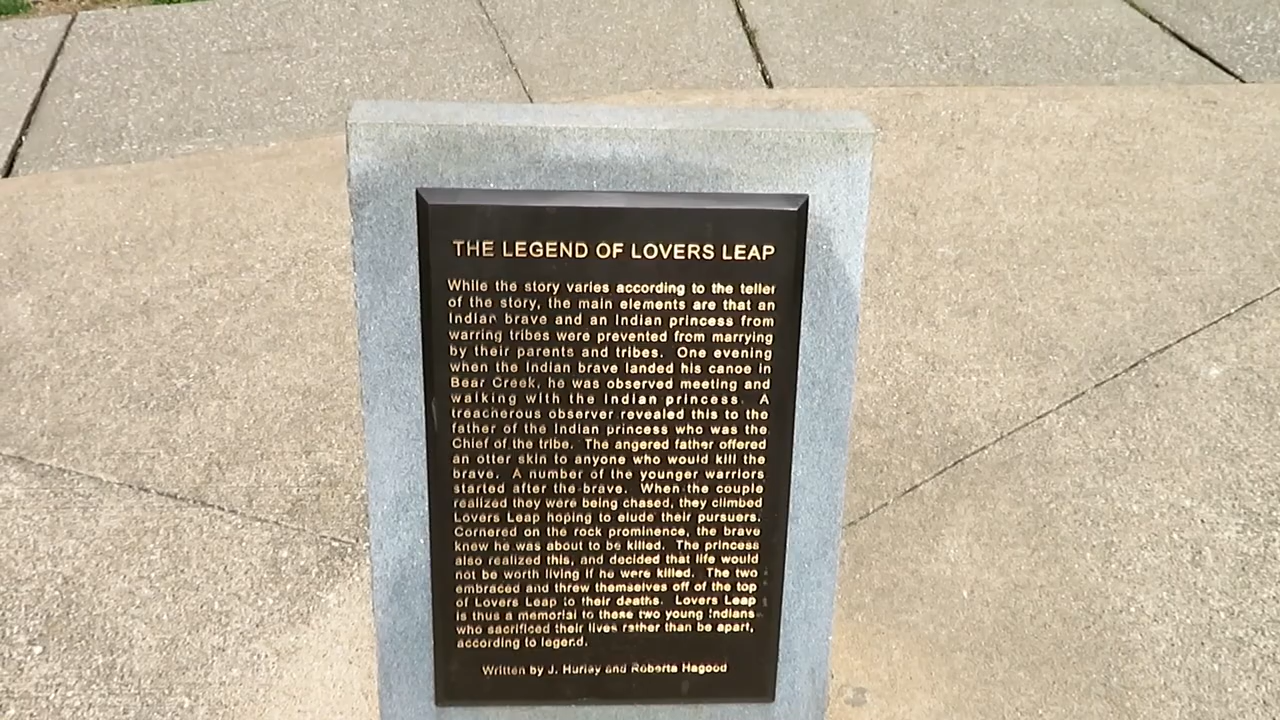 THE LEGEND OF LOVERS LEAP
While the story varies according to the teller
of the story, the main elements are that an
Indian brave and an Indian princess from
warring tribes were prevented from marrying
by their parents and tribes. One evening
when the Indian brave landed his canoe in
Bear Creek, he was observed meeting and
walking with the Indian princess. A
treacherous observer revealed this to the
father of the Indian princess who was the
Chief of the tribe. The angered father offered
an otter skin to anyone who would kill the
brave. A number of the younger warriors
started after the brave. When the couple
realized they were being chased, they climbed
Lovers Leap hoping to elude their pursuers.
Cornered on the rock prominence, the brave
knew he was about to be killed. The princess
also realized this, and decided that life would
not be worth living if he were killed. The two
embraced and threw themselves off of the top
of Lovers Leap to their deaths. Lovers Leap
is thus a memorial to these two young Indians
who sacrificed their lives rather than be apart,
according to legend.
Written by J. Hurley and Roberta Hagood